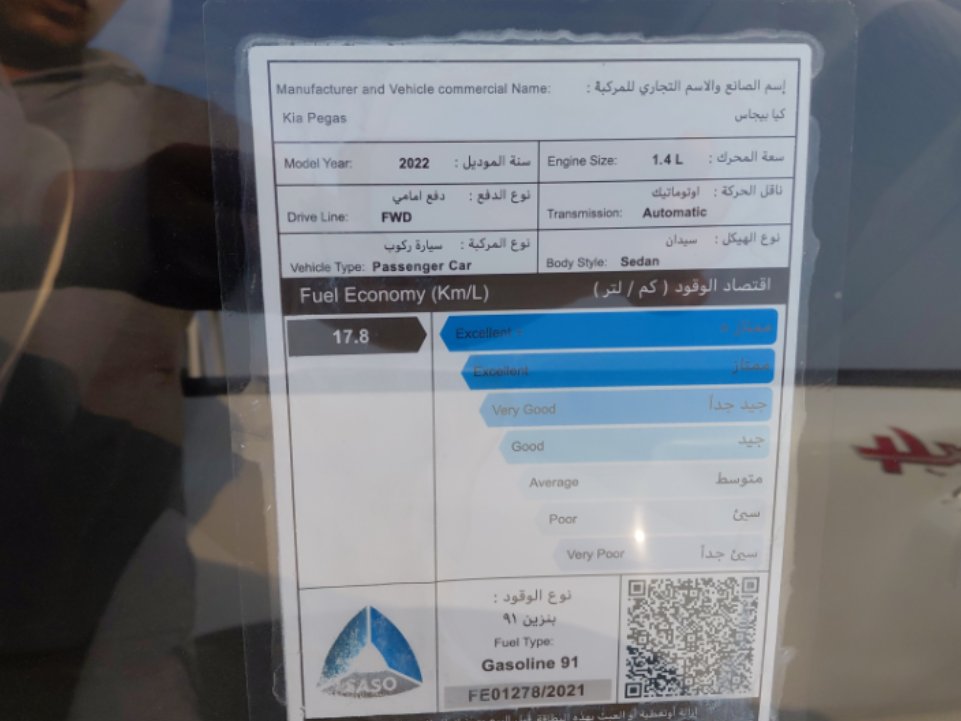 Manufacturer and Vehicle commercial Name: إسم الصانع والاسم التجاري للمركبة :
Kia Pegas كيا بيجاس
Model Year: 2022 سنة الموديل :
Engine Size: 1.4 L سعة المحرك :
نوع الدفع : دفع امامي
Drive Line: FWD
ناقل الحركة : اوتوماتيك
Transmission: Automatic
نوع المركبة : سيارة ركوب
Vehicle Type: Passenger Car
نوع الهيكل : سيدان
Body Style: Sedan
Fuel Economy (Km/L) اقتصاد الوقود ( كم / لتر )
17.8
Excellent + ممتاز +
Excellent ممتاز
Very Good جيد جداً
Good جيد
Average متوسط
Poor سيئ
Very Poor سيئ جداً
SASO
نوع الوقود :
بنزين ٩١
Fuel Type:
Gasoline 91
FE01278/2021